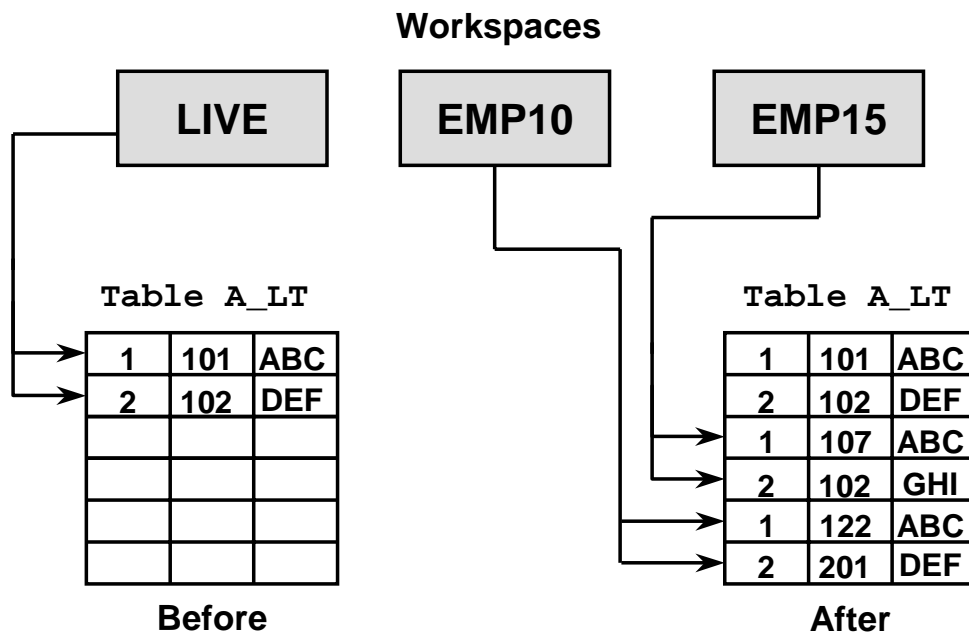 Workspaces
LIVE EMP10 EMP15
Table A_LT Table A_LT
1 101 ABC 1 101 ABC
2 102 DEF 2 102 DEF
1 107 ABC
2 102 GHI
1 122 ABC
2 201 DEF
Before After